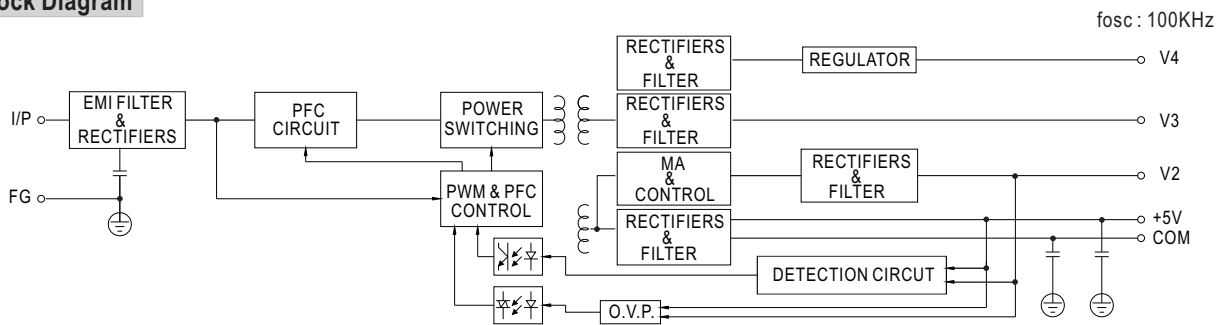 ock Diagram
fosc : 100KHz
I/P
EMI FILTER
&
RECTIFIERS
FG
PFC
CIRCUIT
POWER
SWITCHING
PWM & PFC
CONTROL
RECTIFIERS
&
FILTER
REGULATOR
V4
RECTIFIERS
&
FILTER
V3
MA
&
CONTROL
RECTIFIERS
&
FILTER
V2
RECTIFIERS
&
FILTER
+5V
COM
DETECTION CIRCUT
O.V.P.